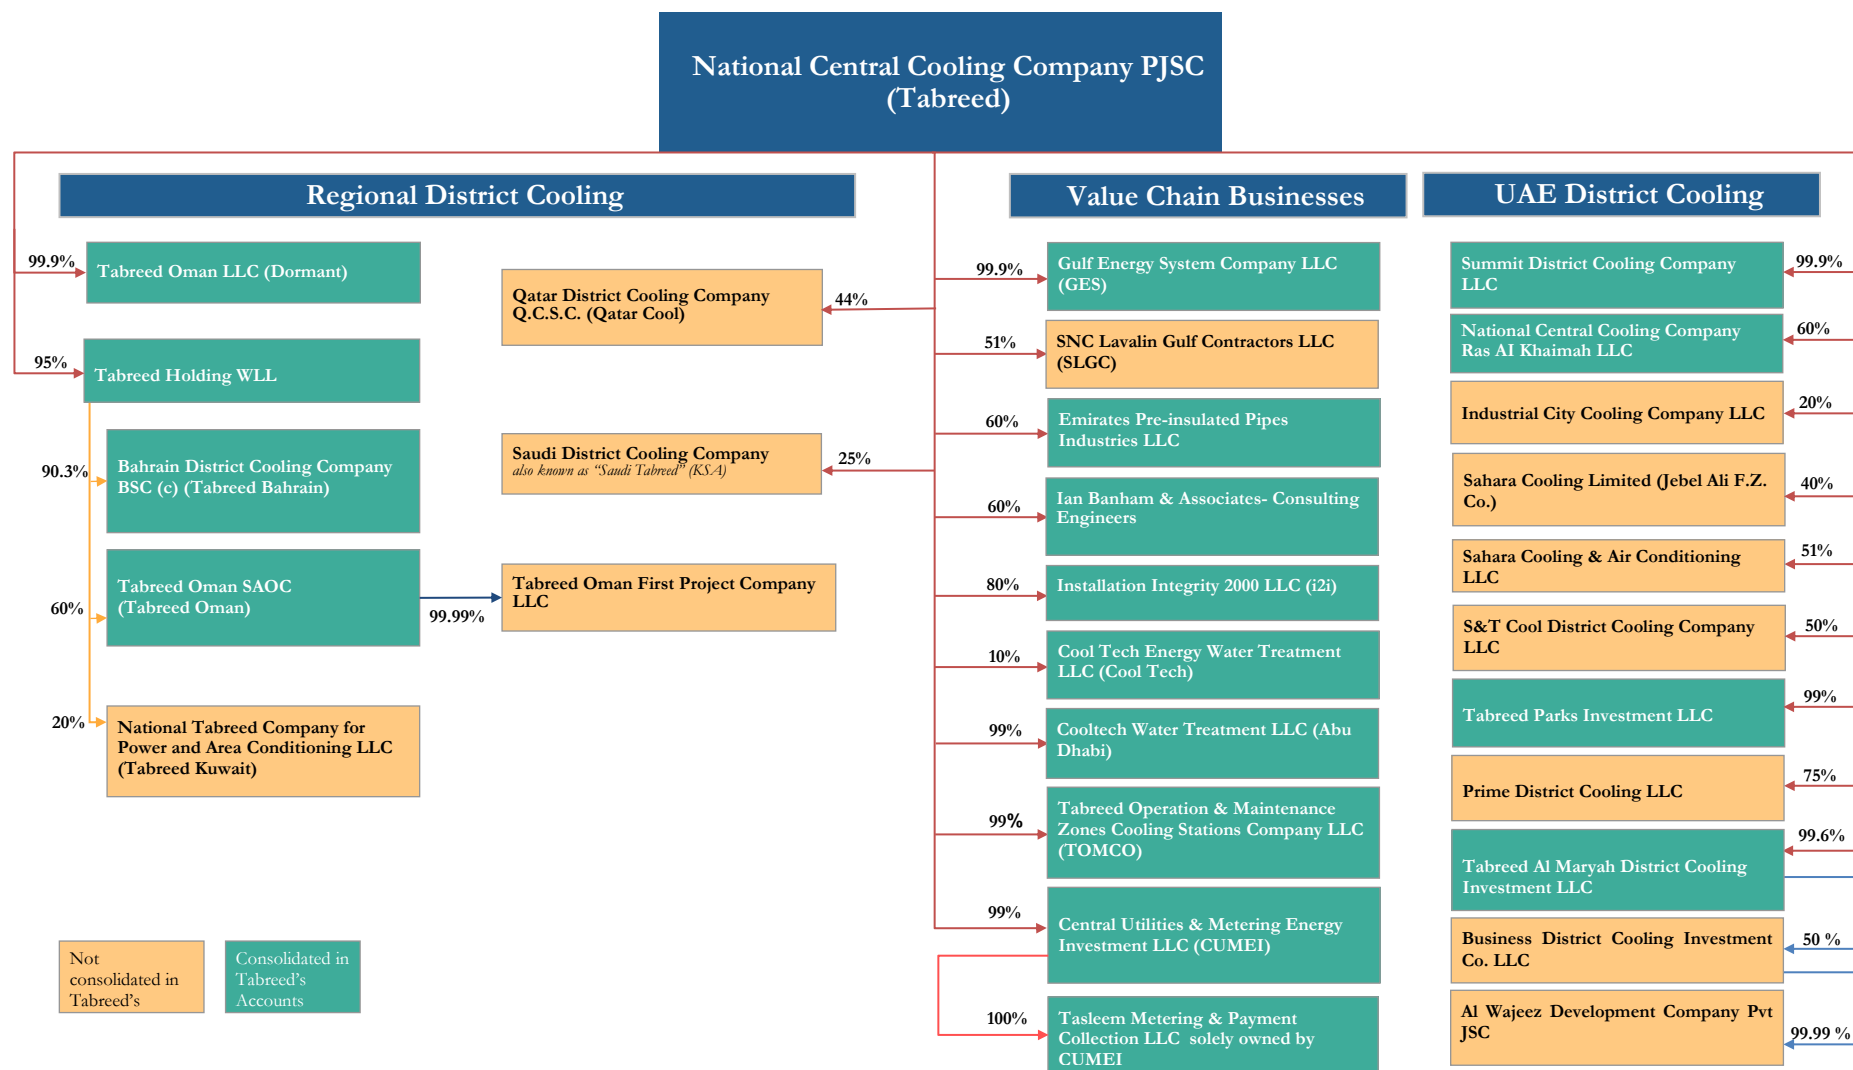 National Central Cooling Company PJSC
(Tabreed)
Regional District Cooling
99.9%
Tabreed Oman LLC (Dormant)
95%
Tabreed Holding WLL
90.3%
Bahrain District Cooling Company
BSC (c) (Tabreed Bahrain)
60%
Tabreed Oman SAOC
(Tabreed Oman)
99.99%
20%
National Tabreed Company for
Power and Area Conditioning LLC
(Tabreed Kuwait)
Qatar District Cooling Company
Q.C.S.C. (Qatar Cool)
44%
Saudi District Cooling Company
also known as “Saudi Tabreed” (KSA)
25%
Tabreed Oman First Project Company
LLC
Value Chain Businesses
99.9%
Gulf Energy System Company LLC
(GES)
51%
SNC Lavalin Gulf Contractors LLC
(SLGC)
60%
Emirates Pre-insulated Pipes
Industries LLC
60%
Ian Banham & Associates- Consulting
Engineers
80%
Installation Integrity 2000 LLC (i2i)
10%
Cool Tech Energy Water Treatment
LLC (Cool Tech)
99%
Cooltech Water Treatment LLC (Abu
Dhabi)
99%
Tabreed Operation & Maintenance
Zones Cooling Stations Company LLC
(TOMCO)
99%
Central Utilities & Metering Energy
Investment LLC (CUMEI)
100%
Tasleem Metering & Payment
Collection LLC solely owned by
CUMEI
UAE District Cooling
Summit District Cooling Company
LLC
99.9%
National Central Cooling Company
Ras AI Khaimah LLC
60%
Industrial City Cooling Company LLC
20%
Sahara Cooling Limited (Jebel Ali F.Z.
Co.)
40%
Sahara Cooling & Air Conditioning
LLC
51%
S&T Cool District Cooling Company
LLC
50%
Tabreed Parks Investment LLC
99%
Prime District Cooling LLC
75%
Tabreed Al Maryah District Cooling
Investment LLC
99.6%
Business District Cooling Investment
Co. LLC
50 %
Al Wajeez Development Company Pvt
JSC
99.99 %
Not
consolidated in
Tabreed’s
Consolidated in
Tabreed’s
Accounts